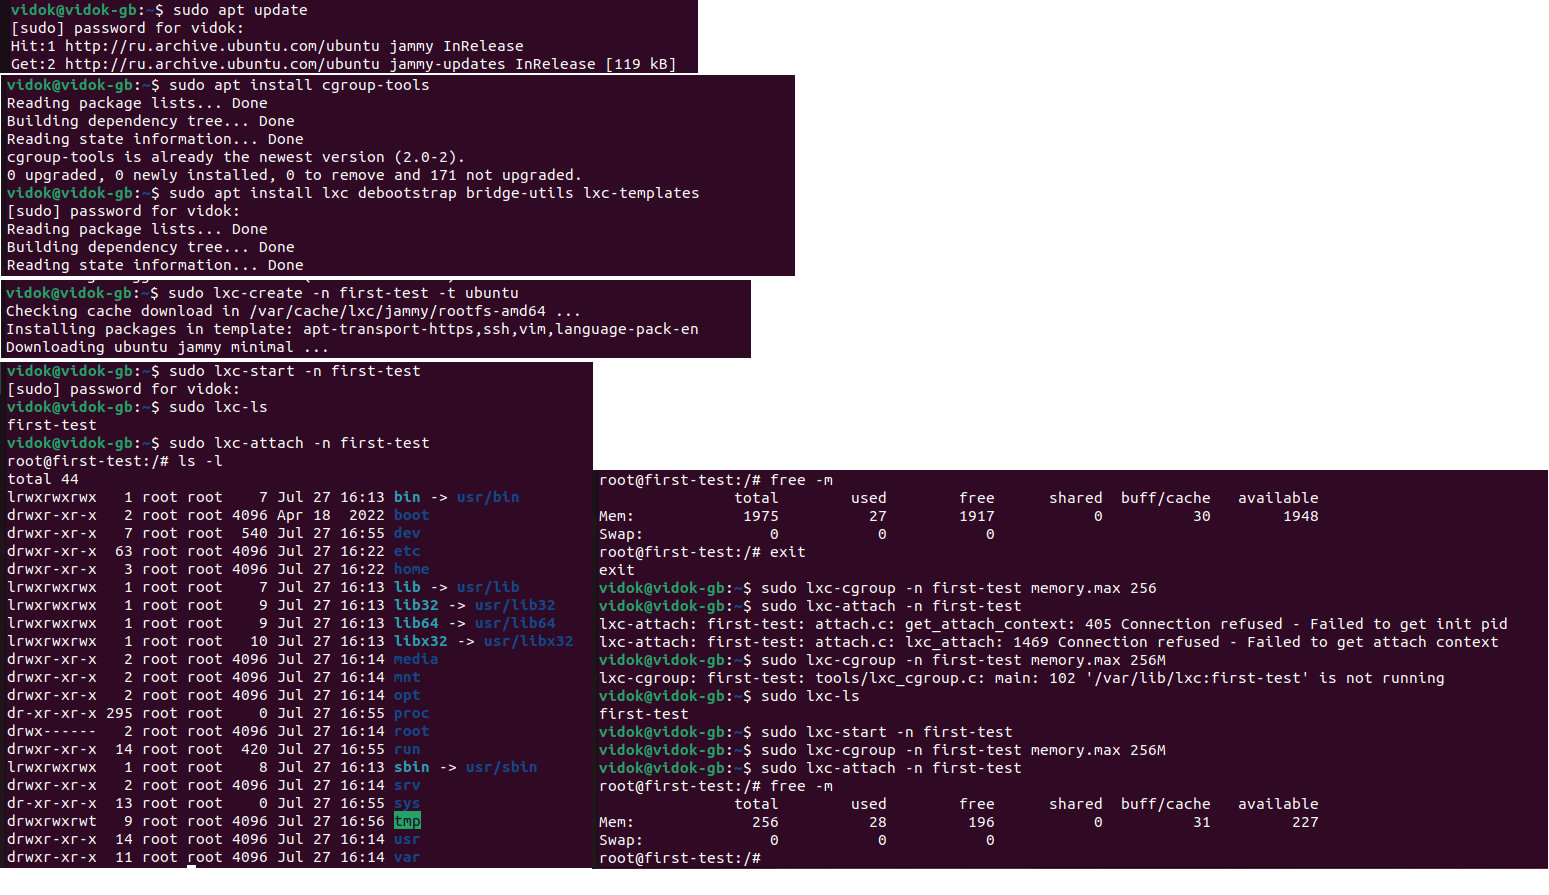 vidok@vidok-gb:~$ sudo apt update
[sudo] password for vidok:
Hit:1 http://ru.archive.ubuntu.com/ubuntu jammy InRelease
Get:2 http://ru.archive.ubuntu.com/ubuntu jammy-updates InRelease [119 kB]
vidok@vidok-gb:~$ sudo apt install cgroup-tools
Reading package lists... Done
Building dependency tree... Done
Reading state information... Done
cgroup-tools is already the newest version (2.0-2).
0 upgraded, 0 newly installed, 0 to remove and 171 not upgraded.
vidok@vidok-gb:~$ sudo apt install lxc debootstrap bridge-utils lxc-templates
[sudo] password for vidok:
Reading package lists... Done
Building dependency tree... Done
Reading state information... Done
vidok@vidok-gb:~$ sudo lxc-create -n first-test -t ubuntu
Checking cache download in /var/cache/lxc/jammy/rootfs-amd64 ...
Installing packages in template: apt-transport-https,ssh,vim,language-pack-en
Downloading ubuntu jammy minimal ...
vidok@vidok-gb:~$ sudo lxc-start -n first-test
[sudo] password for vidok:
vidok@vidok-gb:~$ sudo lxc-ls
first-test
vidok@vidok-gb:~$ sudo lxc-attach -n first-test
root@first-test:/# ls -l
total 44
lrwxrwxrwx   1 root root    7 Jul 27 16:13 bin -> usr/bin
drwxr-xr-x   2 root root 4096 Apr 18  2022 boot
drwxr-xr-x   7 root root  540 Jul 27 16:55 dev
drwxr-xr-x  63 root root 4096 Jul 27 16:22 etc
drwxr-xr-x   3 root root 4096 Jul 27 16:22 home
lrwxrwxrwx   1 root root    7 Jul 27 16:13 lib -> usr/lib
lrwxrwxrwx   1 root root    9 Jul 27 16:13 lib32 -> usr/lib32
lrwxrwxrwx   1 root root    9 Jul 27 16:13 lib64 -> usr/lib64
lrwxrwxrwx   1 root root   10 Jul 27 16:13 libx32 -> usr/libx32
drwxr-xr-x   2 root root 4096 Jul 27 16:14 media
drwxr-xr-x   2 root root 4096 Jul 27 16:14 mnt
drwxr-xr-x   2 root root 4096 Jul 27 16:14 opt
dr-xr-xr-x 295 root root    0 Jul 27 16:55 proc
drwx------   2 root root 4096 Jul 27 16:14 root
drwxr-xr-x  14 root root  420 Jul 27 16:55 run
lrwxrwxrwx   1 root root    8 Jul 27 16:13 sbin -> usr/sbin
drwxr-xr-x   2 root root 4096 Jul 27 16:14 srv
dr-xr-xr-x  13 root root    0 Jul 27 16:55 sys
drwxrwxrwt   9 root root 4096 Jul 27 16:56 tmp
drwxr-xr-x  14 root root 4096 Jul 27 16:14 usr
drwxr-xr-x  11 root root 4096 Jul 27 16:14 var
root@first-test:/# free -m
total used free shared buff/cache available
Mem: 1975 27 1917 0 30 1948
Swap: 0 0 0
root@first-test:/# exit
exit
vidok@vidok-gb:~$ sudo lxc-cgroup -n first-test memory.max 256
vidok@vidok-gb:~$ sudo lxc-attach -n first-test
lxc-attach: first-test: attach.c: get_attach_context: 405 Connection refused - Failed to get init pid
lxc-attach: first-test: attach.c: lxc_attach: 1469 Connection refused - Failed to get attach context
vidok@vidok-gb:~$ sudo lxc-cgroup -n first-test memory.max 256M
lxc-cgroup: first-test: tools/lxc_cgroup.c: main: 102 '/var/lib/lxc:first-test' is not running
vidok@vidok-gb:~$ sudo lxc-ls
first-test
vidok@vidok-gb:~$ sudo lxc-start -n first-test
vidok@vidok-gb:~$ sudo lxc-cgroup -n first-test memory.max 256M
vidok@vidok-gb:~$ sudo lxc-attach -n first-test
root@first-test:/# free -m
total used free shared buff/cache available
Mem: 256 28 196 0 31 227
Swap: 0 0 0
root@first-test:/#